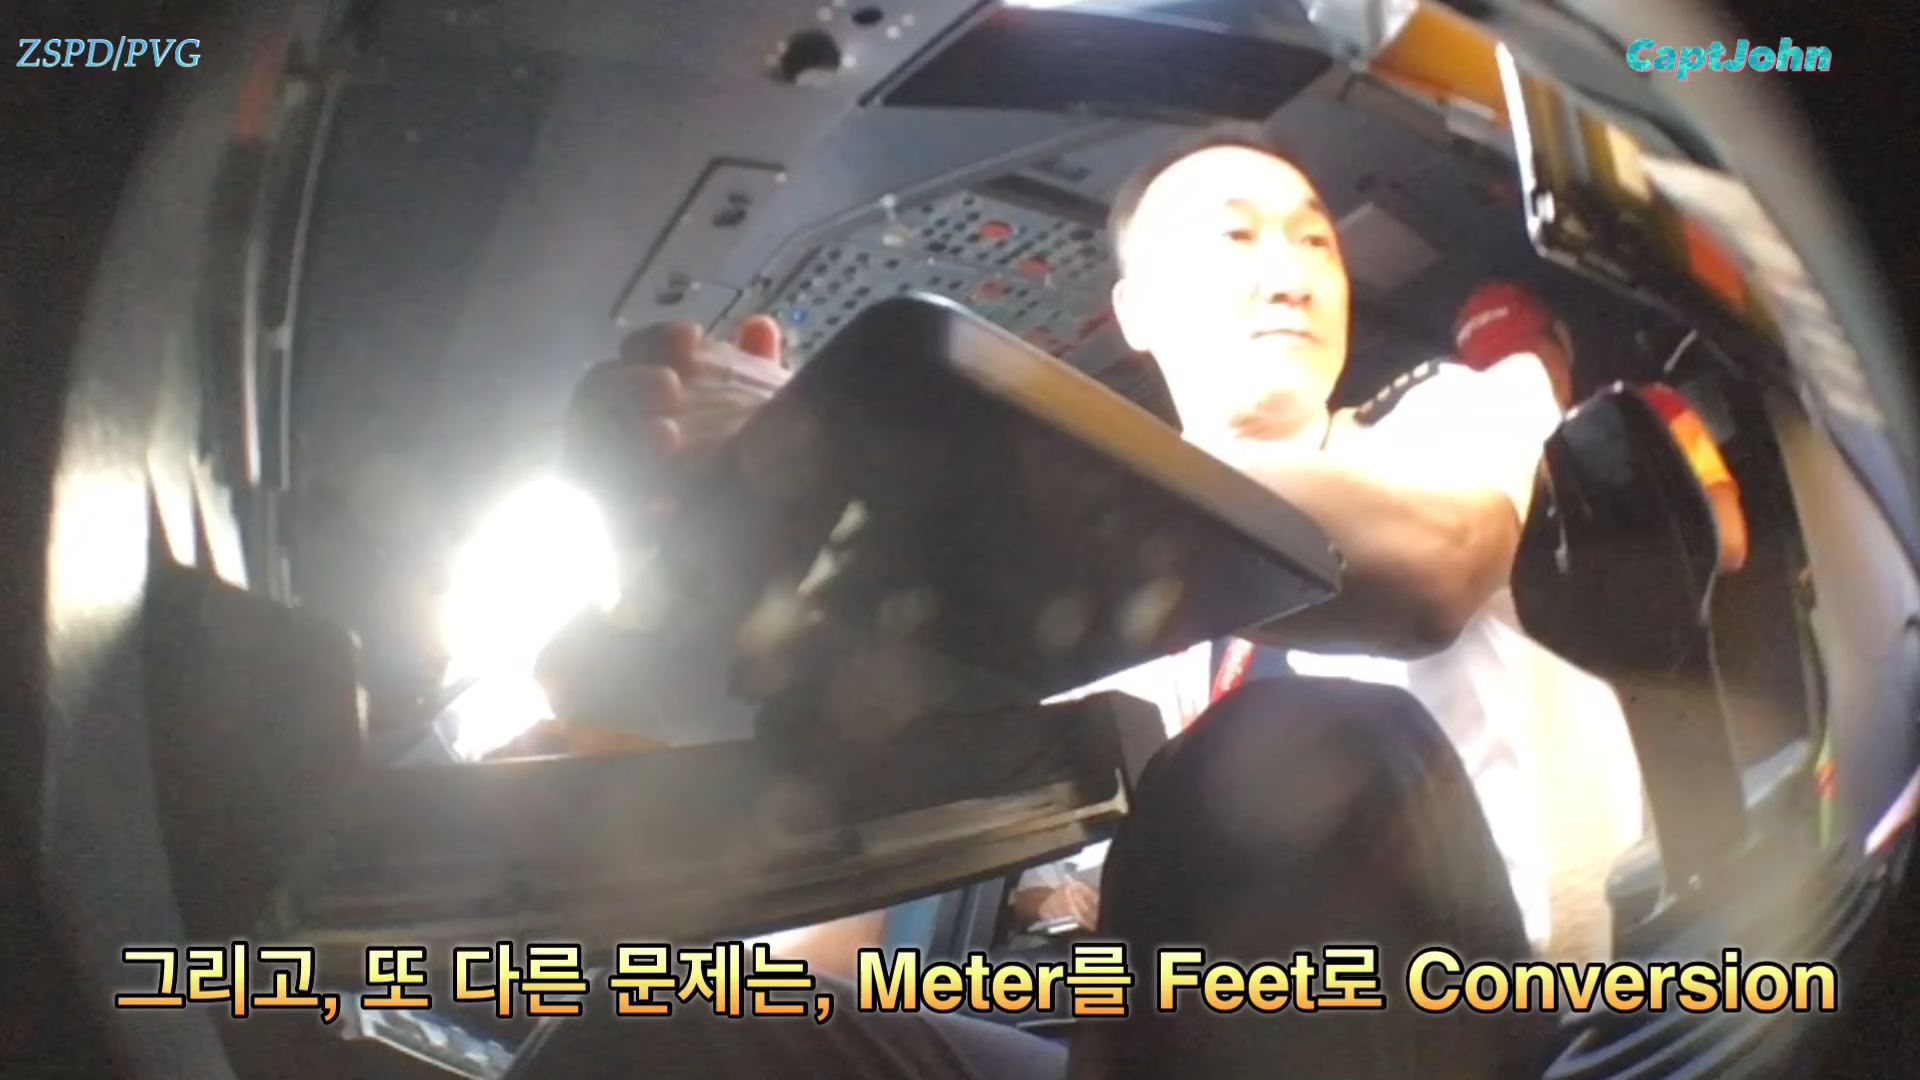 ZSPD/PVG
CaptJohn
그리고, 또 다른 문제는, Meter를 Feet로 Conversion